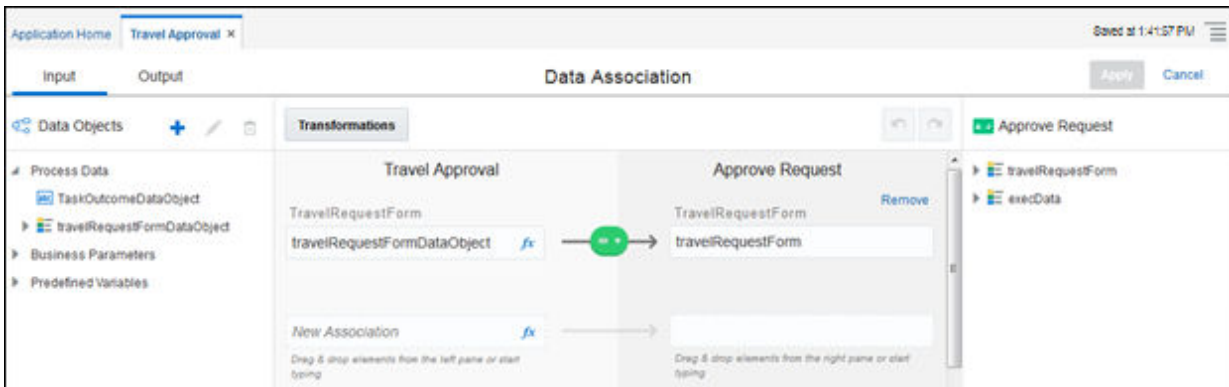 Application Home Travel Approval × Saved at 1:41:57 PM
Input Output Data Association Apply Cancel
Data Objects Transformations Approve Request
Process Data
TaskOutcomeDataObject
travelRequestFormDataObject
Business Parameters
Predefined Variables
Travel Approval Approve Request
Remove
TravelRequestForm TravelRequestForm
travelRequestFormDataObject fx travelRequestForm
New Association fx
Drag & drop elements from the left pane or start
typing
Drag & drop elements from the right pane or start
typing
travelRequestForm
execData